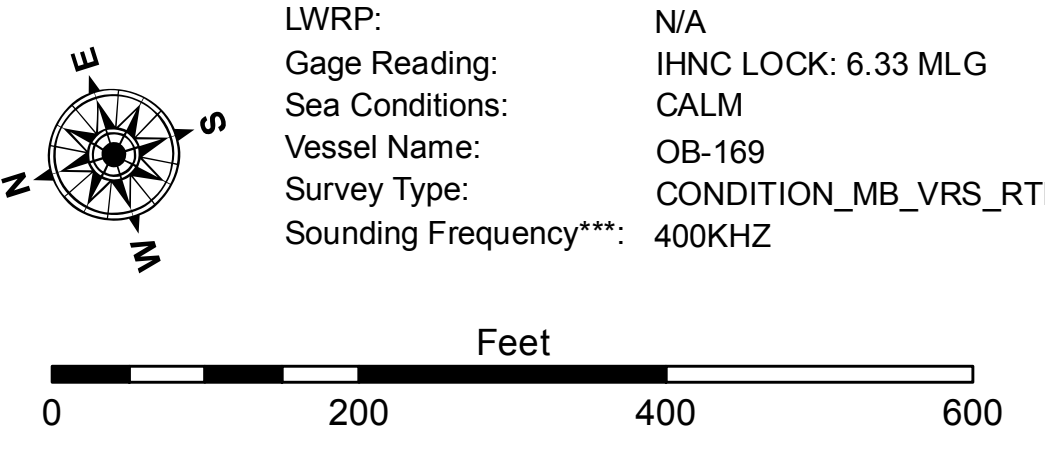 LWRP: N/A
Gage Reading: IHNC LOCK: 6.33 MLG
Sea Conditions: CALM
Vessel Name: OB-169
Survey Type: CONDITION_MB_VRS_RT
Sounding Frequency***: 400KHZ
E
S
N
W
Feet
0 200 400 600